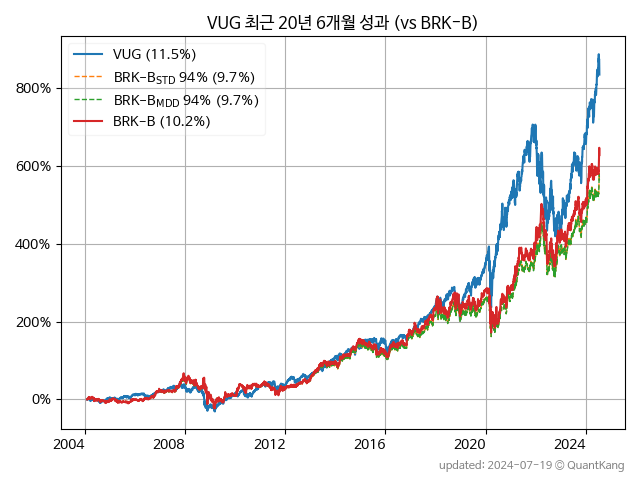 VUG 최근 20년 6개월 성과 (vs BRK-B)
VUG (11.5%)
BRK-BSTD 94% (9.7%)
BRK-BMDD 94% (9.7%)
BRK-B (10.2%)
800%
600%
400%
200%
0%
2004 2008 2012 2016 2020 2024
updated: 2024-07-19 © QuantKang